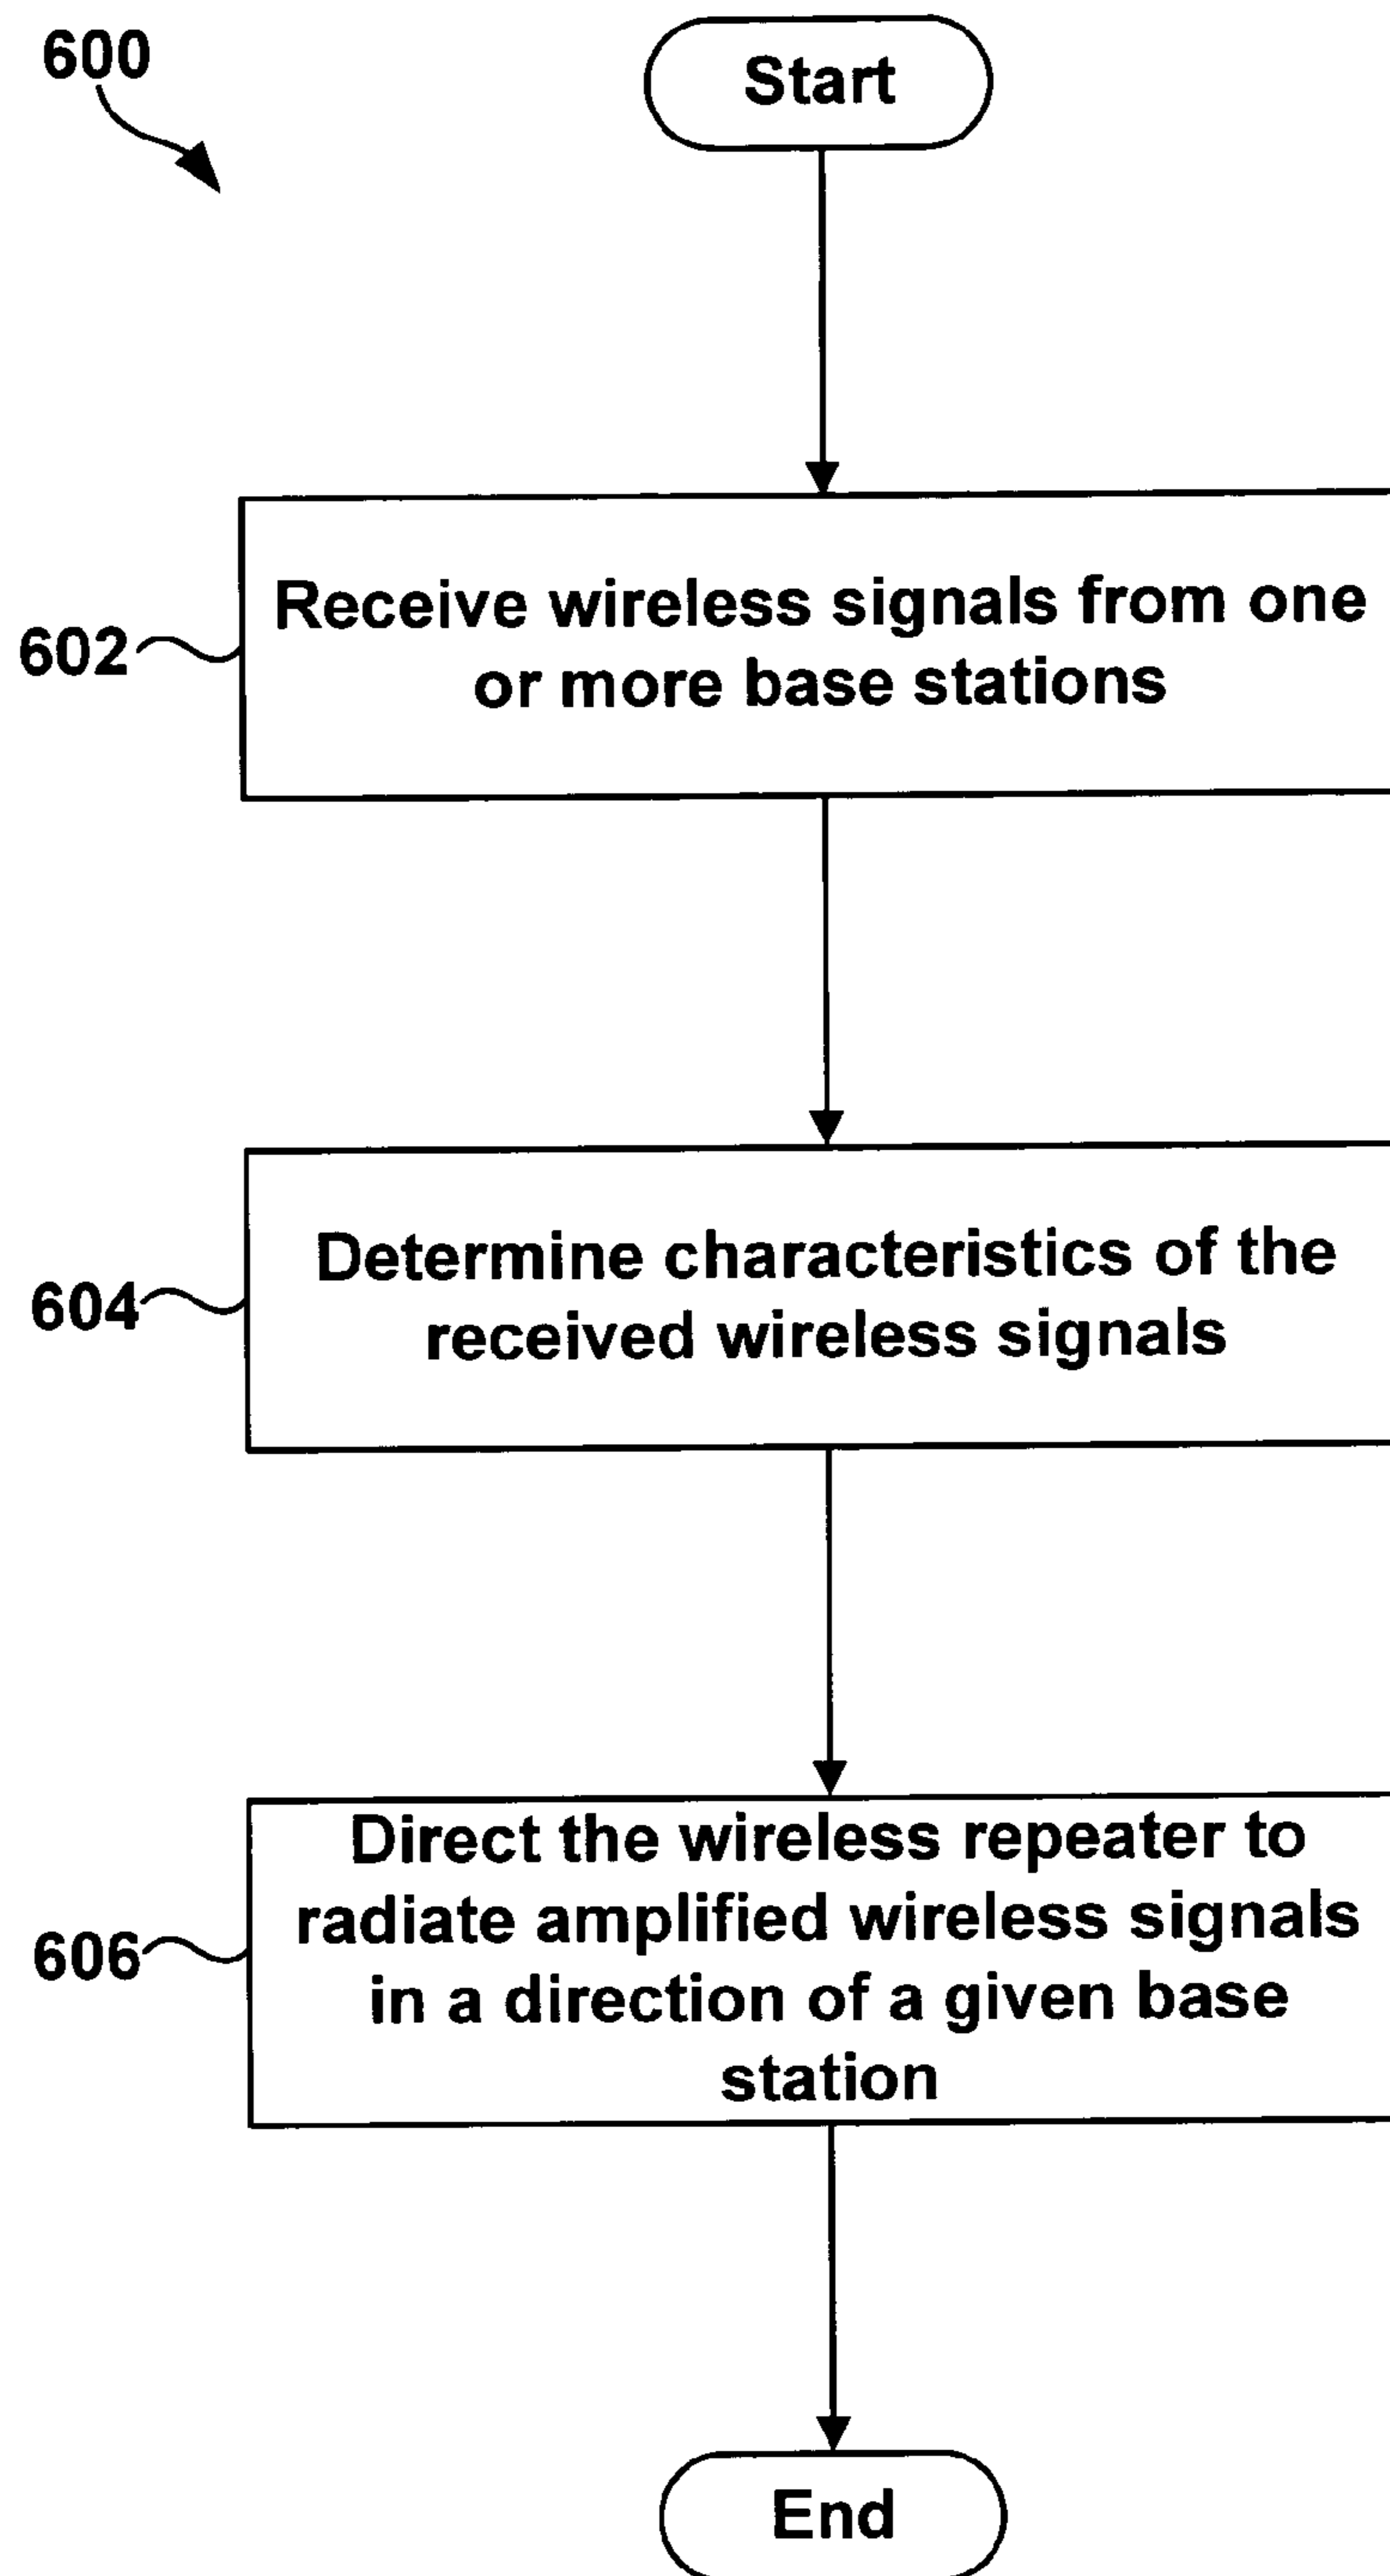 600
Start
602
Receive wireless signals from one
or more base stations
604
Determine characteristics of the
received wireless signals
606
Direct the wireless repeater to
radiate amplified wireless signals
in a direction of a given base
station
End